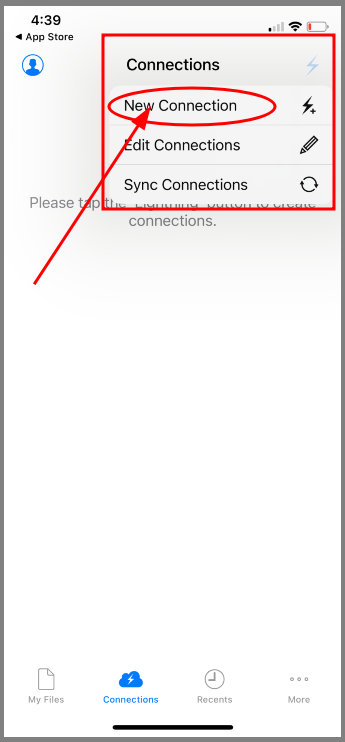 4:39
◀ App Store
Connections
New Connection
Edit Connections
Sync Connections
Please tap the "Lightning" button to create
connections.
My Files
Connections
Recents
More